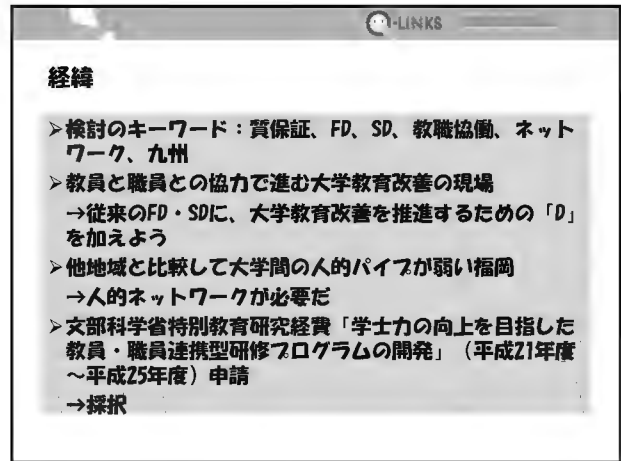 Q-LINKS
経緯
➢検討のキーワード:質保証、FD、SD、教職協働、ネット
ワーク、九州
➢教員と職員との協力で進む大学教育改善の現場
→従来のFD・SDに、大学教育改善を推進するための「D」
を加えよう
➢他地域と比較して大学間の人的パイプが弱い福岡
→人的ネットワークが必要だ
➢文部科学省特別教育研究経費「学士力の向上を目指した
教員・職員連携型研修プログラムの開発」(平成21年度
~平成25年度)申請
→採択